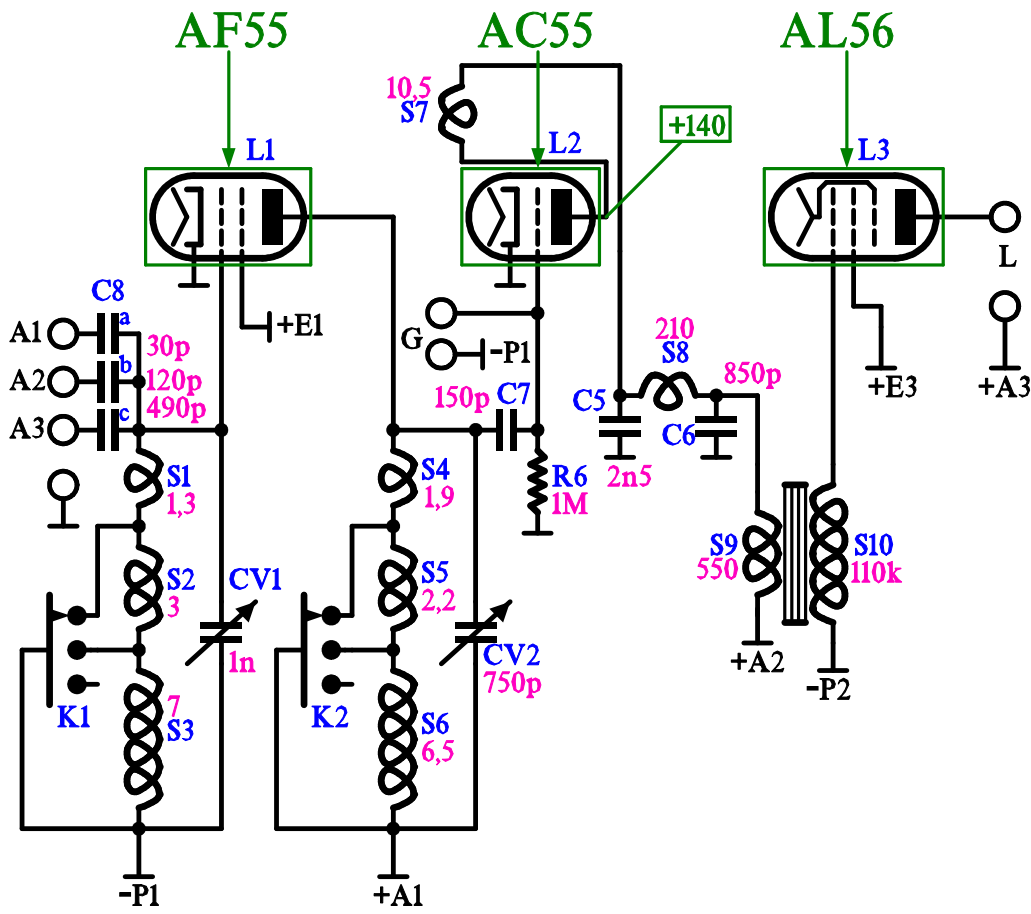 AF55 AC55 AL56
10,5
S7
+140
L1 L2 L3
C8
a
A1
30p
b
A2
120p
490p
c
A3
+E1
G
-P1
L
150p C7
210
S8
850p
C5
C6
+E3
+A3
S1
1,3
S4
1,9
R6
1M
2n5
S2
3
CV1
1n
S5
2,2
CV2
750p
S9
550
S10
110k
+A2
-P2
K1
7
S3
K2
S6
6,5
-P1
+A1